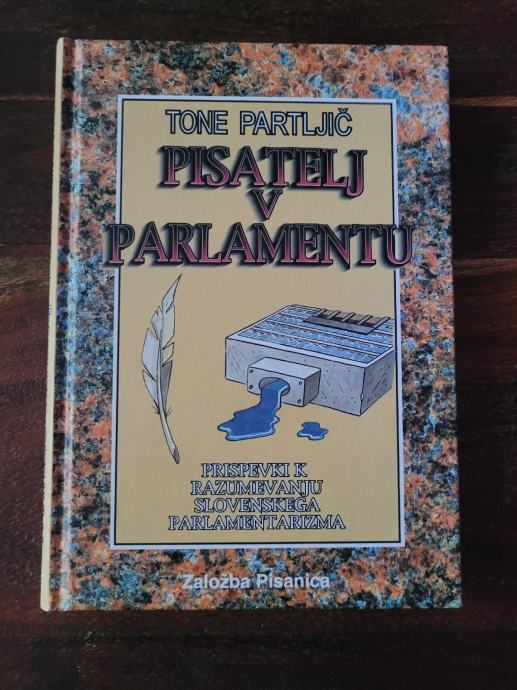 TONE PARTLJIČ
PISATELJ
V
PARLAMENTU
PRISPEVKI K
RAZUMEVANJU
SLOVENSKEGA
PARLAMENTARIZMA
Založba Pisanica